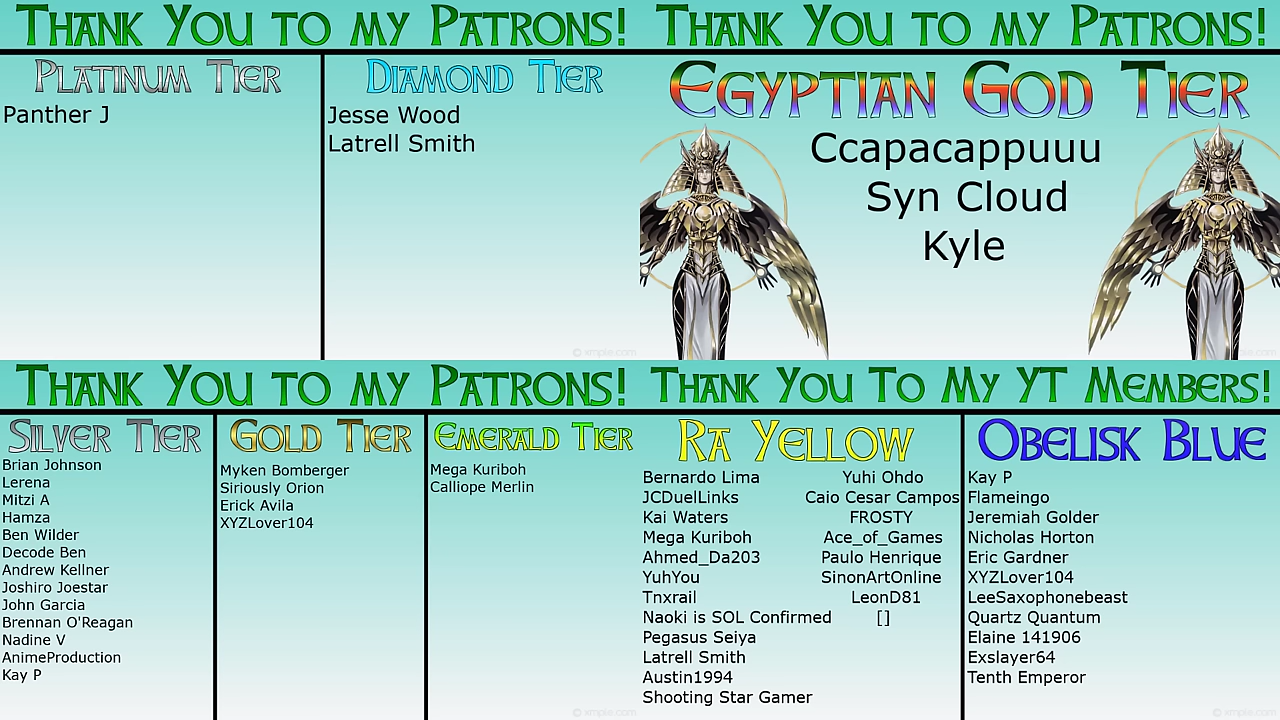 Thank You to my Patrons!
Platinum Tier
Panther J
Diamond Tier
Jesse Wood
Latrell Smith
© xmple.com
Thank You to my Patrons!
Egyptian God Tier
Ccapacappuuu
Syn Cloud
Kyle
Thank You to my Patrons!
Silver Tier
Brian Johnson
Lerena
Mitzi A
Hamza
Ben Wilder
Decode Ben
Andrew Kellner
Joshiro Joestar
John Garcia
Brennan O'Reagan
Nadine V
AnimeProduction
Kay P
Gold Tier
Myken Bomberger
Siriously Orion
Erick Avila
XYZLover104
Emerald Tier
Mega Kuriboh
Calliope Merlin
© xmple.com
Thank You To My YT Members!
Ra Yellow
Bernardo Lima
JCDuelLinks
Kai Waters
Mega Kuriboh
Ahmed_Da203
YuhYou
Tnxrail
Naoki is SOL Confirmed
Pegasus Seiya
Latrell Smith
Austin1994
Shooting Star Gamer
Yuhi Ohdo
Caio Cesar Campos
FROSTY
Ace_of_Games
Paulo Henrique
SinonArtOnline
LeonD81
[]
Obelisk Blue
Kay P
Flameingo
Jeremiah Golder
Nicholas Horton
Eric Gardner
XYZLover104
LeeSaxophonebeast
Quartz Quantum
Elaine 141906
Exslayer64
Tenth Emperor
© xmple.com